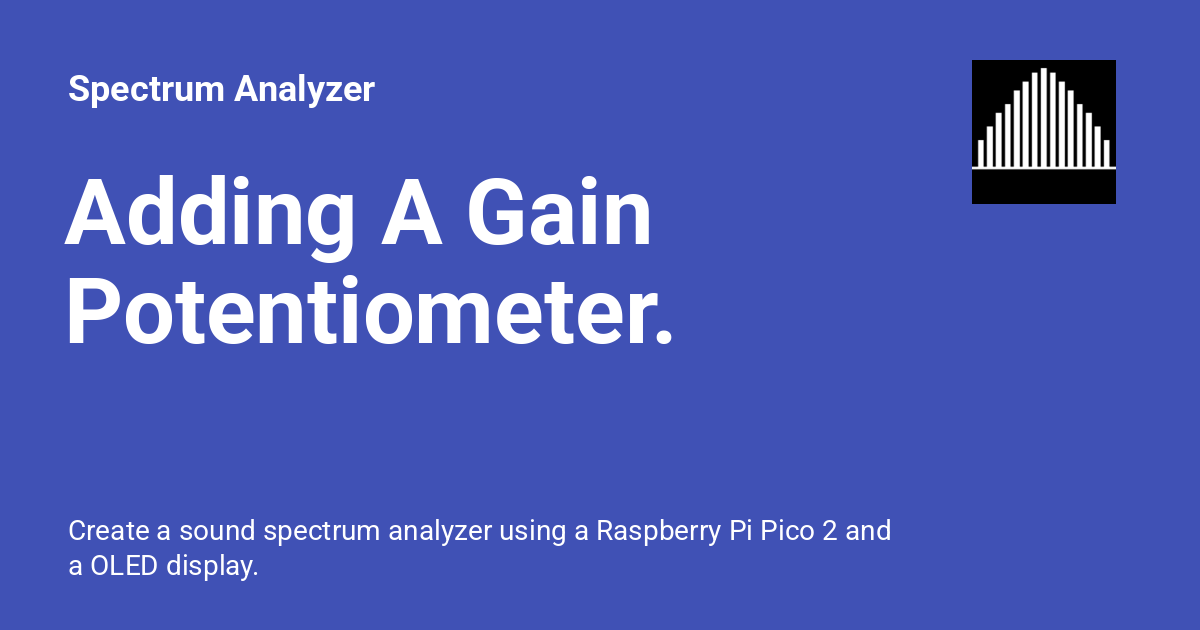 Spectrum Analyzer
Adding A Gain
Potentiometer.
Create a sound spectrum analyzer using a Raspberry Pi Pico 2 and
a OLED display.